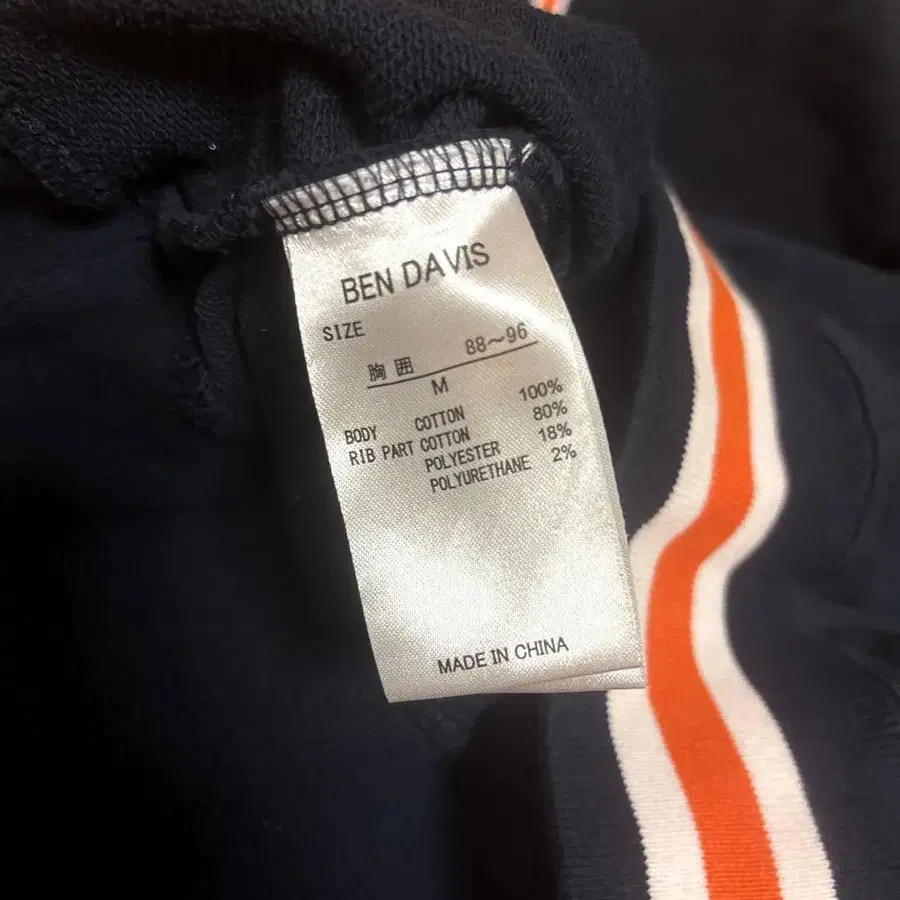 BEN DAVIS
SIZE
胸囲 88～96
M
BODY COTTON 100%
RIB PART COTTON 80%
POLYESTER 18%
POLYURETHANE 2%
MADE IN CHINA